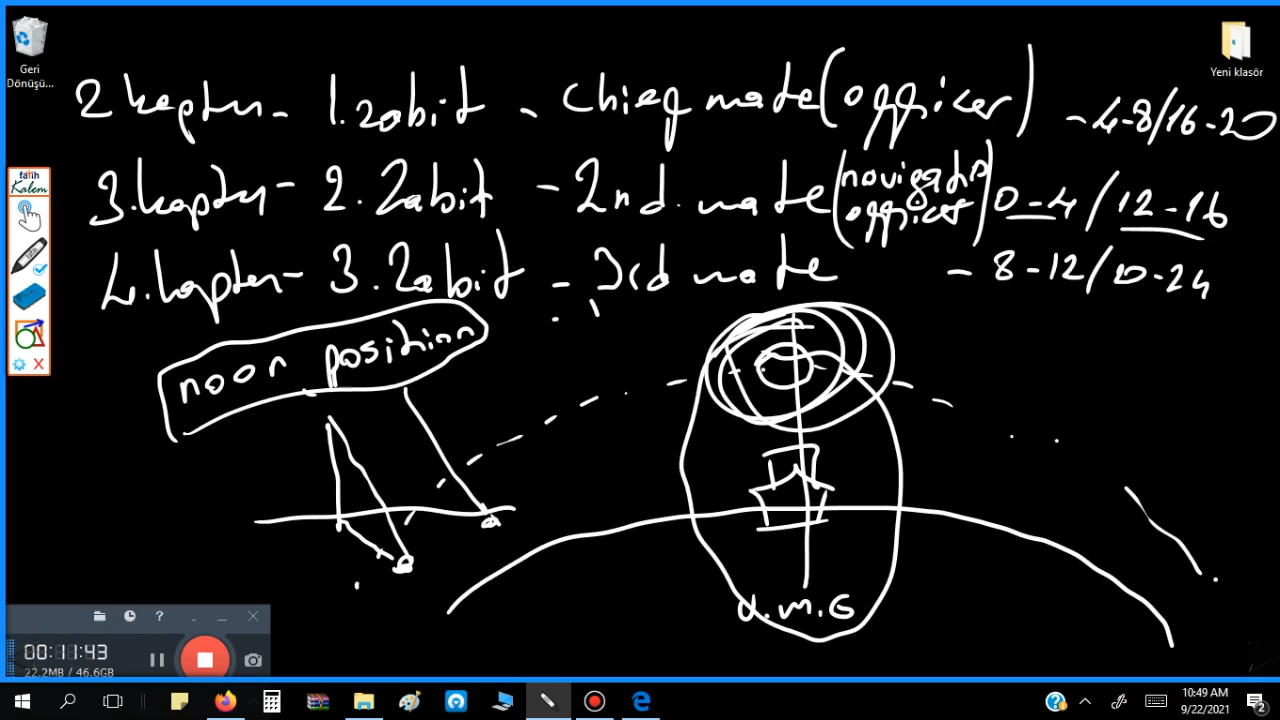 Geri
Dönüşü...
Yeni klasör
2 kaptan - 1. zabit - chief mate (officer) - 4-8/16-20
3. kaptan - 2. zabit - 2nd. mate (navigation officer) 0-4/12-16
4. kaptan - 3. zabit - 3rd mate - 8-12/20-24
fatih
Kalem
noon position
d.m.G
00:11:43
22.2MB / 46.6GB
10:49 AM
9/22/2021
2